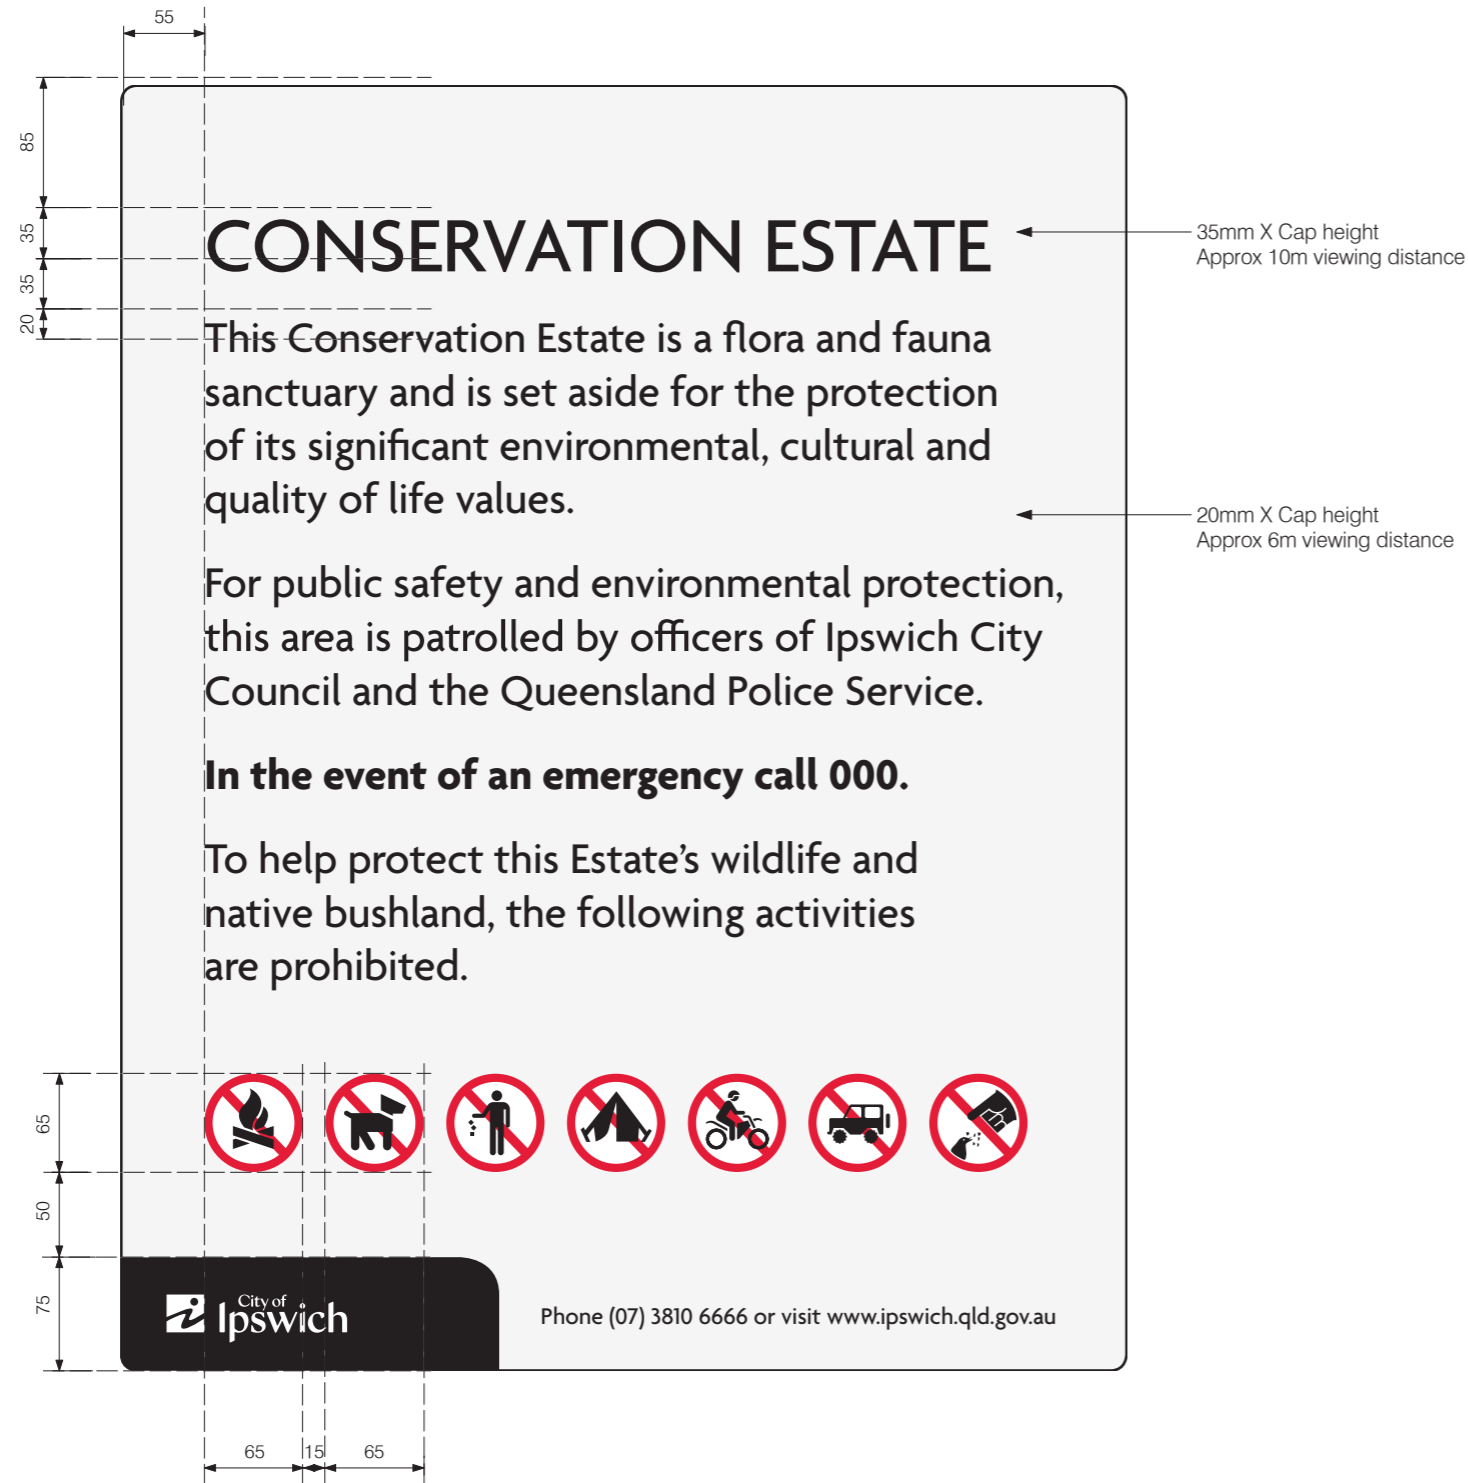 55
85
35
35
20
CONSERVATION ESTATE
35mm X Cap height
Approx 10m viewing distance
This Conservation Estate is a flora and fauna
sanctuary and is set aside for the protection
of its significant environmental, cultural and
quality of life values.
20mm X Cap height
Approx 6m viewing distance
For public safety and environmental protection,
this area is patrolled by officers of Ipswich City
Council and the Queensland Police Service.
In the event of an emergency call 000.
To help protect this Estate’s wildlife and
native bushland, the following activities
are prohibited.
65
50
75
City of
Ipswich
Phone (07) 3810 6666 or visit www.ipswich.qld.gov.au
65 15 65